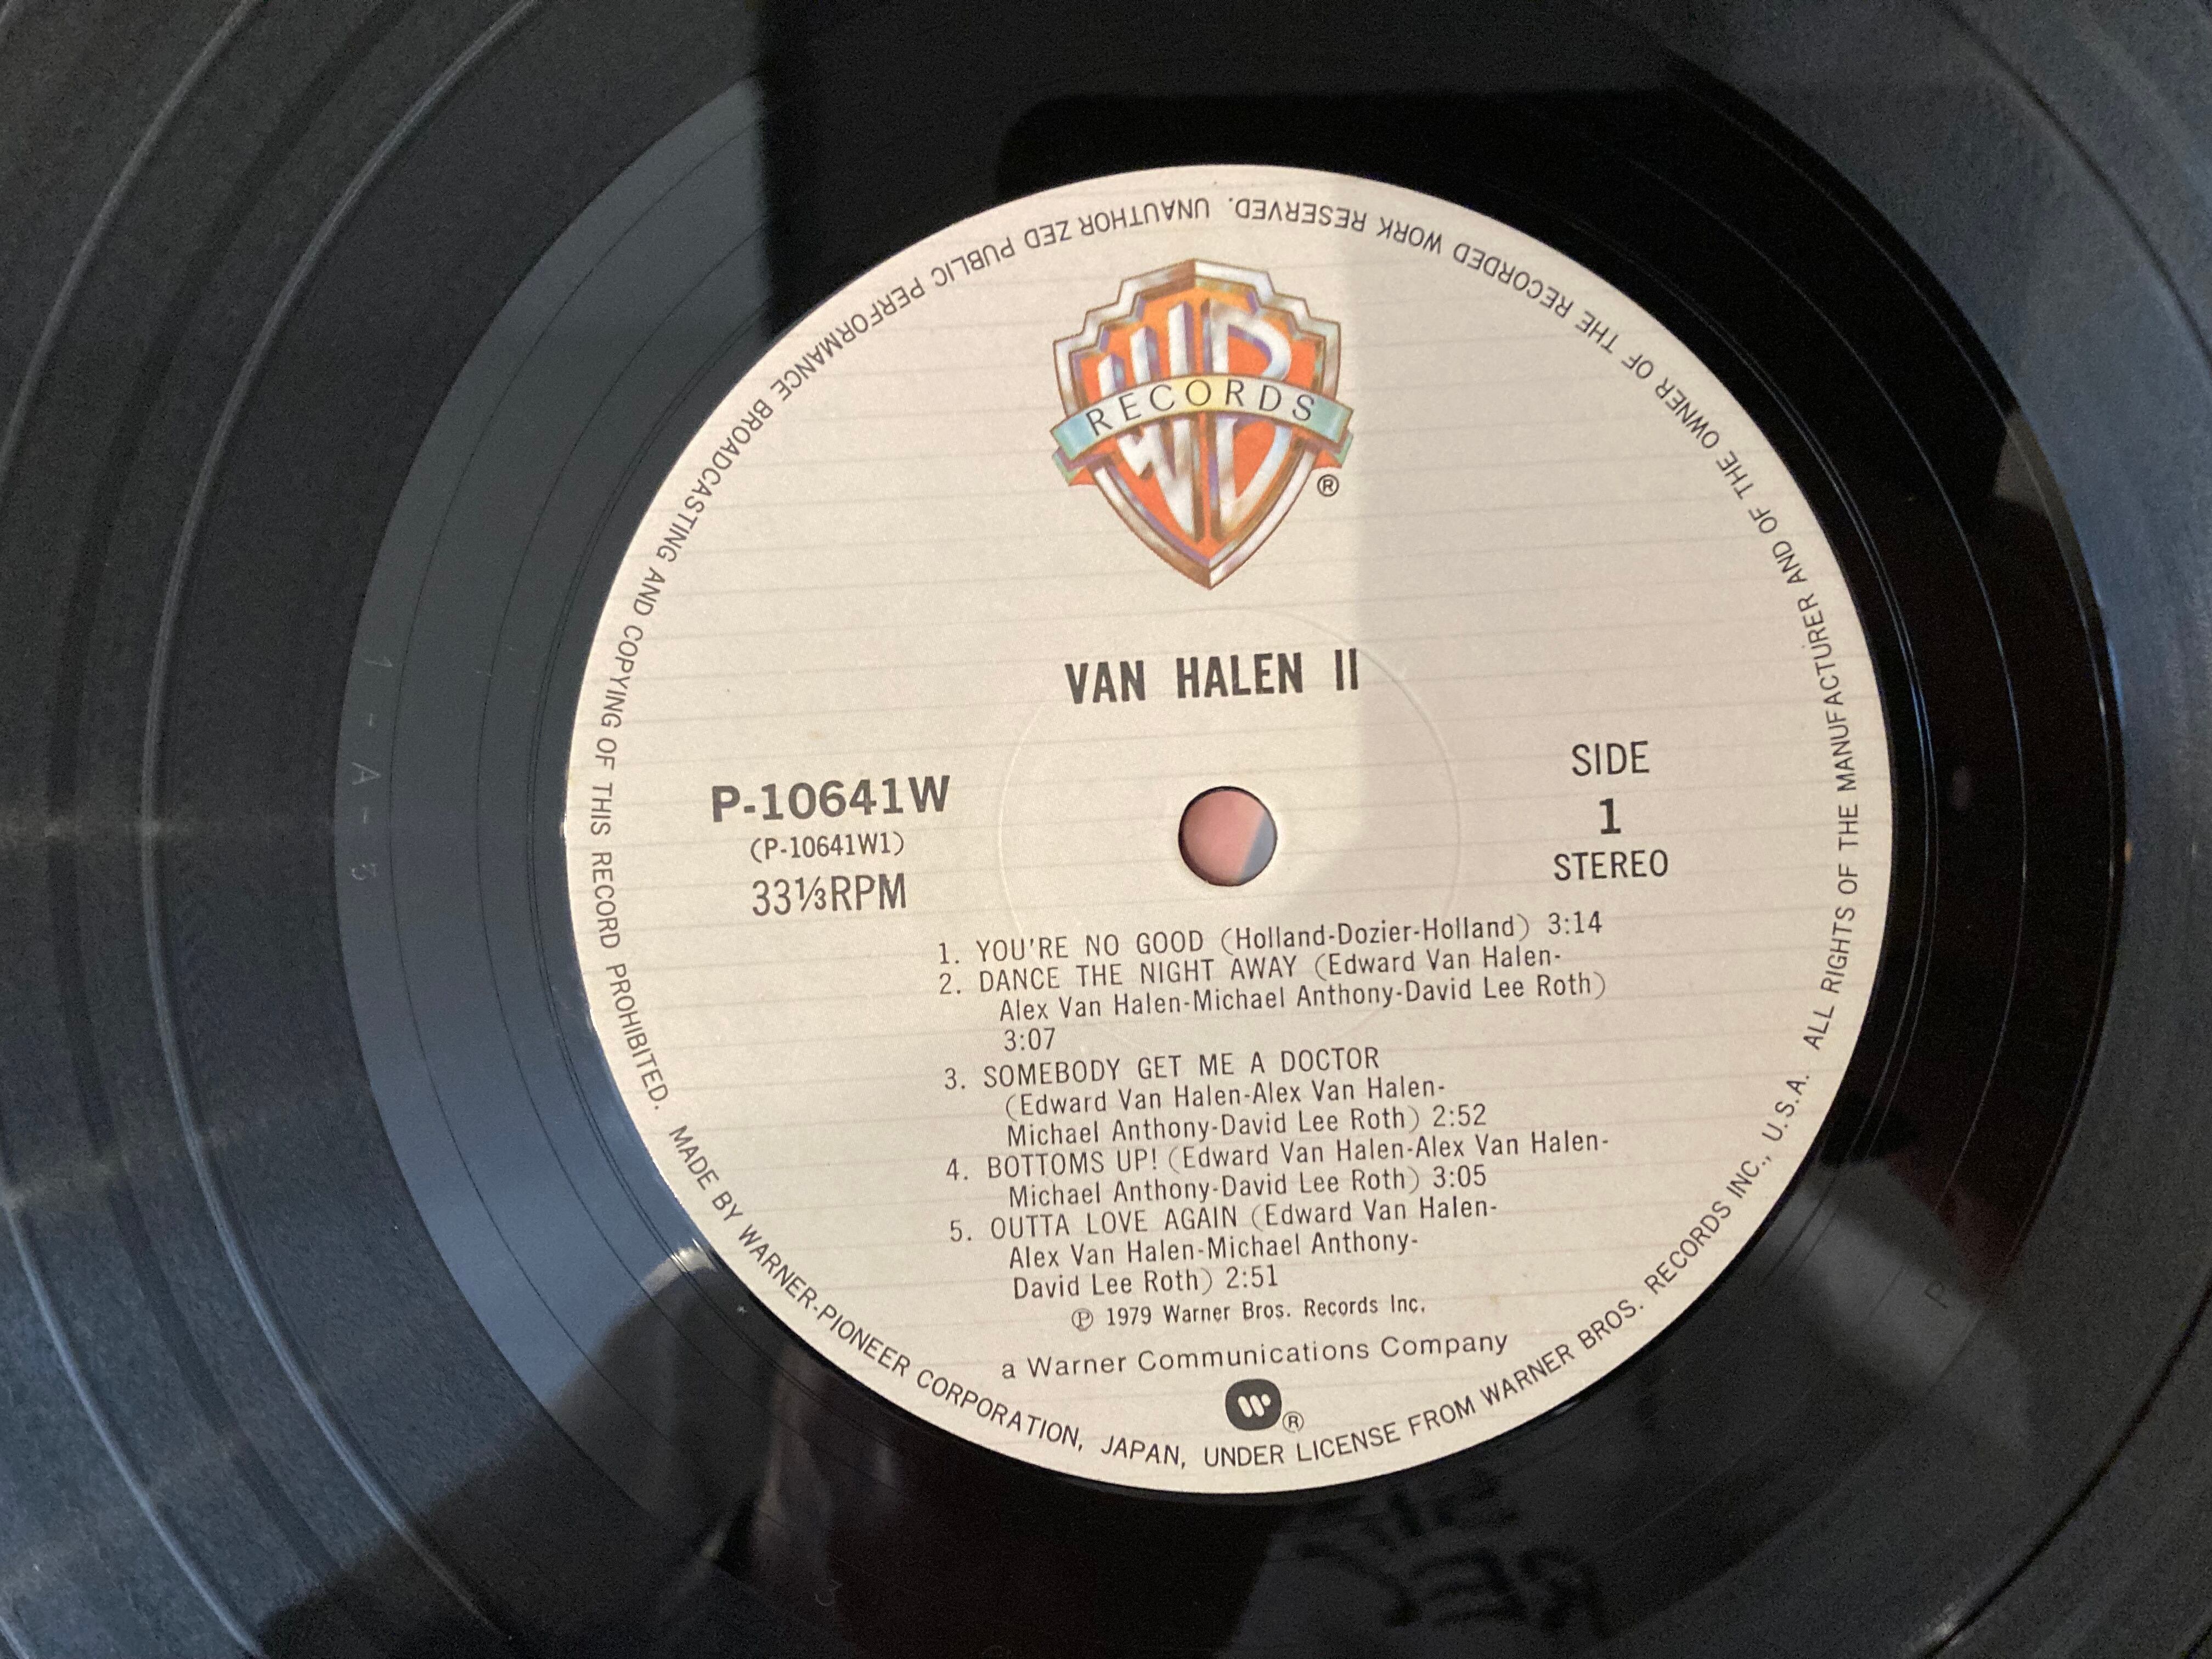 RECORDS
®
VAN HALEN II
P-10641W
(P-10641W1)
33⅓RPM
SIDE
1
STEREO
1. YOU'RE NO GOOD (Holland-Dozier-Holland) 3:14
2. DANCE THE NIGHT AWAY (Edward Van Halen-
Alex Van Halen-Michael Anthony-David Lee Roth)
3:07
3. SOMEBODY GET ME A DOCTOR
(Edward Van Halen-Alex Van Halen-
Michael Anthony-David Lee Roth) 2:52
4. BOTTOMS UP! (Edward Van Halen-Alex Van Halen-
Michael Anthony-David Lee Roth) 3:05
5. OUTTA LOVE AGAIN (Edward Van Halen-
Alex Van Halen-Michael Anthony-
David Lee Roth) 2:51
Ⓟ 1979 Warner Bros. Records Inc.
a Warner Communications Company
®
MADE BY WARNER-PIONEER CORPORATION, JAPAN, UNDER LICENSE FROM WARNER BROS. RECORDS INC., U.S.A. ALL RIGHTS OF THE MANUFACTURER AND OF THE OWNER OF THE RECORDED WORK RESERVED. UNAUTHOR ZED PUBLIC PERFORMANCE BROADCASTING AND COPYING OF THIS RECORD PROHIBITED.
1-A-5